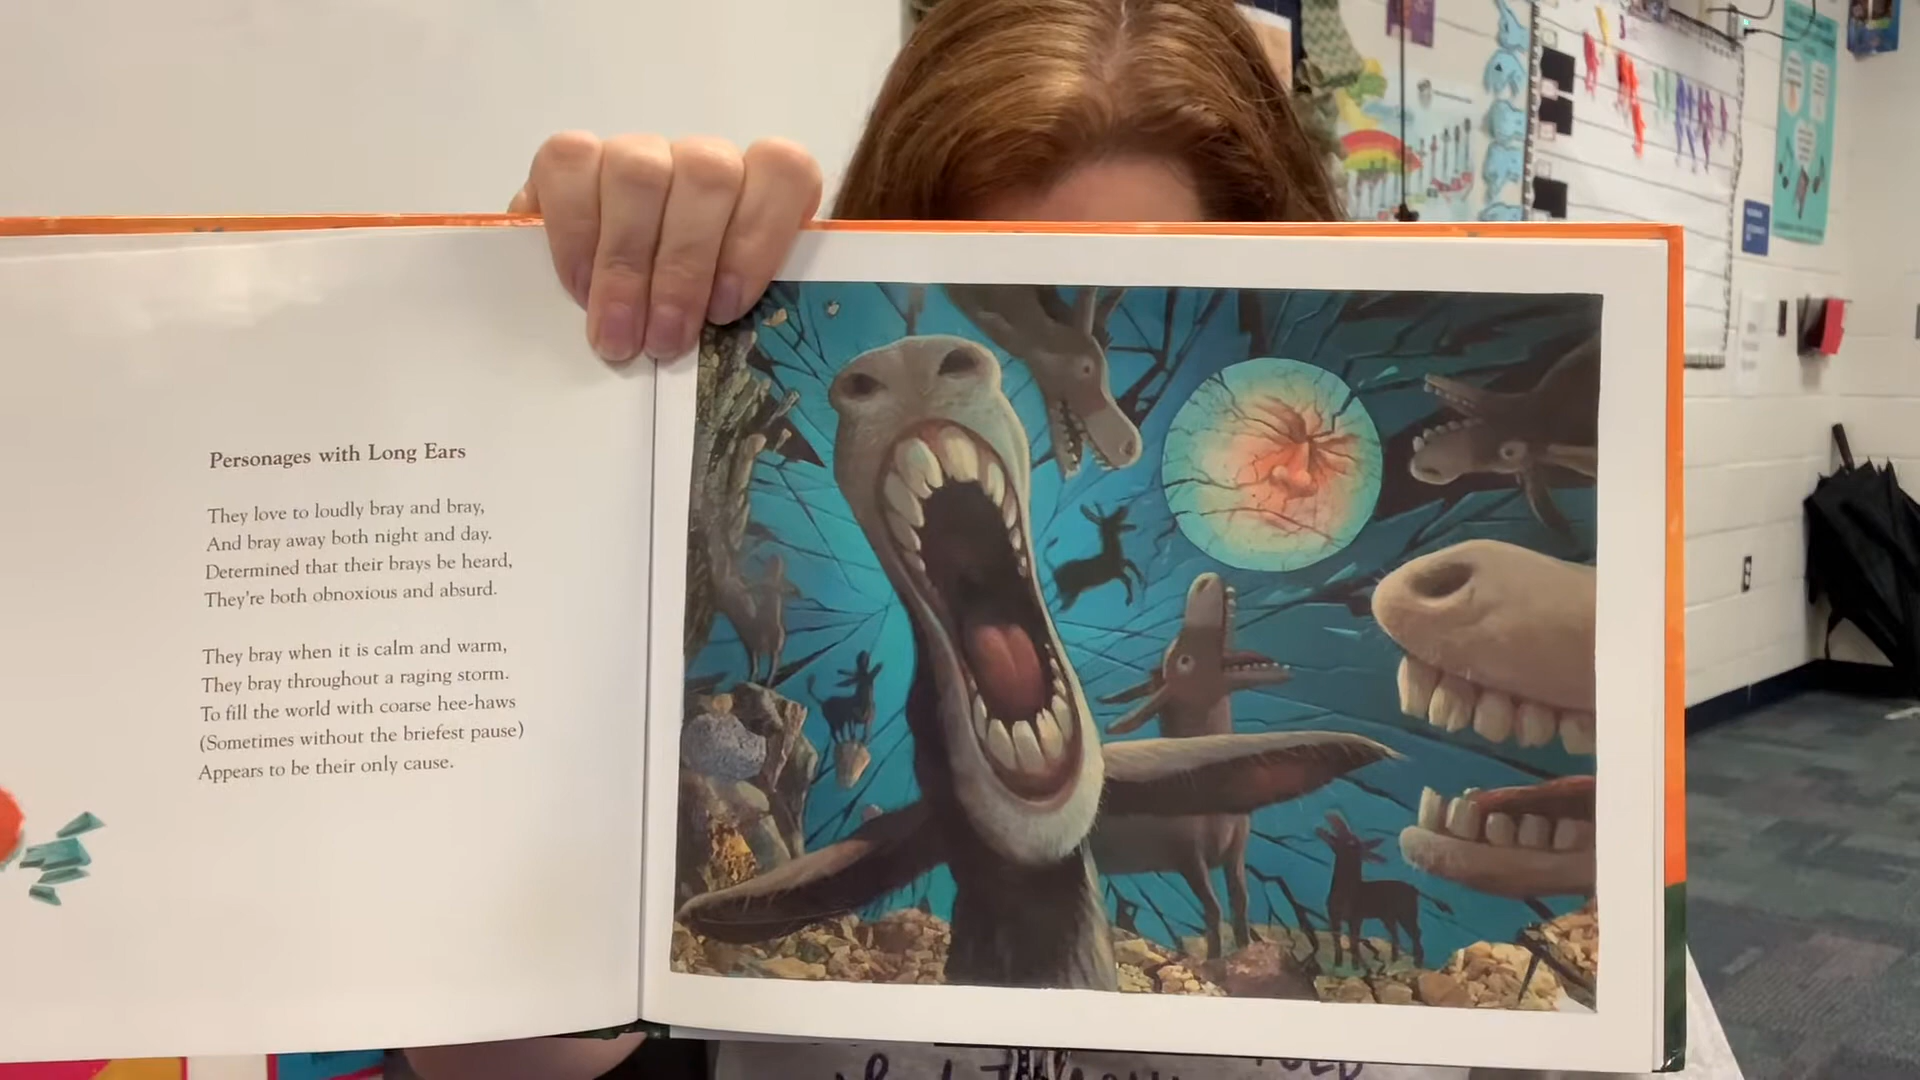 Personages with Long Ears
They love to loudly bray and bray,
And bray away both night and day.
Determined that their brays be heard,
They're both obnoxious and absurd.
They bray when it is calm and warm,
They bray throughout a raging storm.
To fill the world with coarse hee-haws
(Sometimes without the briefest pause)
Appears to be their only cause.